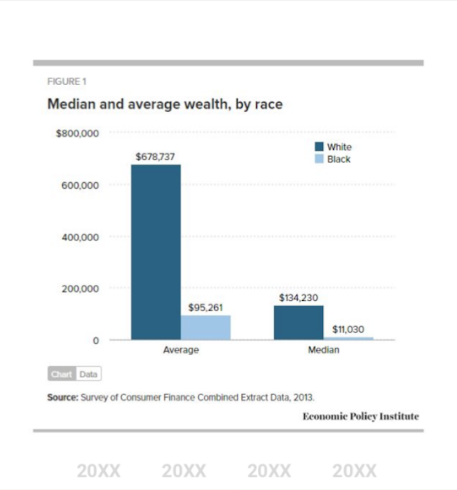 FIGURE 1
Median and average wealth, by race
$800,000
600,000
400,000
200,000
0
$678,737
$95,261
$134,230
$11,030
White
Black
Average
Median
Chart Data
Source: Survey of Consumer Finance Combined Extract Data, 2013.
Economic Policy Institute
20XX 20XX 20XX 20XX